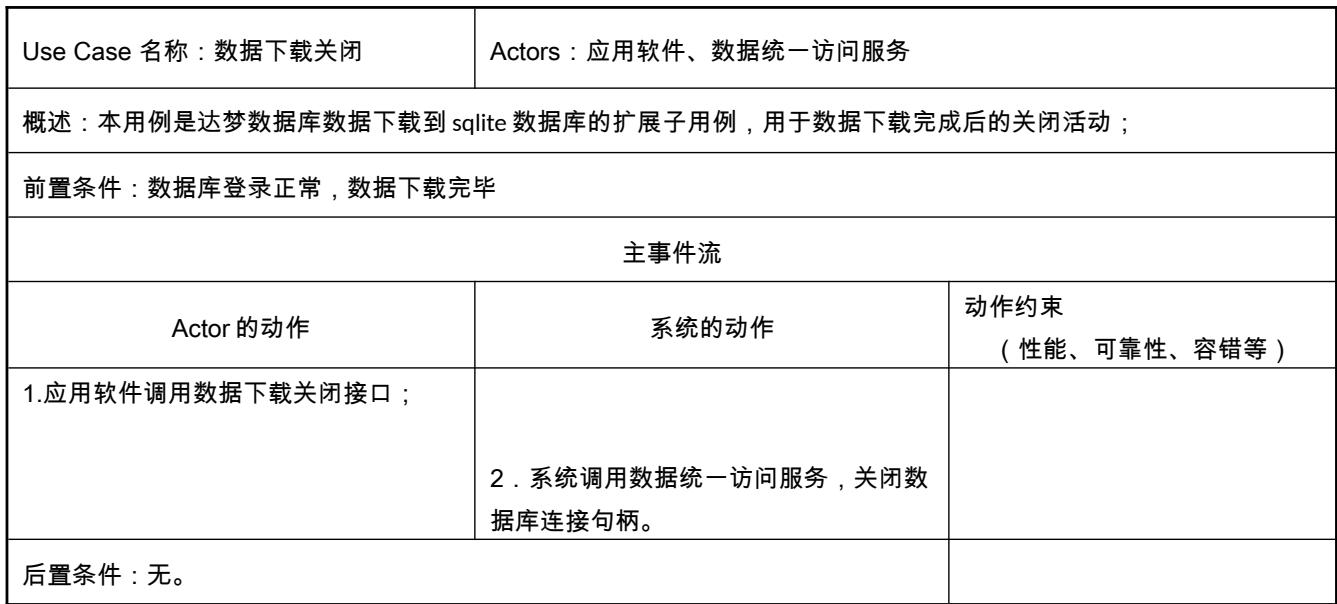 Use Case 名称：数据下载关闭
Actors：应用软件、数据统一访问服务
概述：本用例是达梦数据库数据下载到 sqlite 数据库的扩展子用例，用于数据下载完成后的关闭活动；
前置条件：数据库登录正常，数据下载完毕
主事件流
Actor 的动作
系统的动作
动作约束
（性能、可靠性、容错等）
1.应用软件调用数据下载关闭接口；
2．系统调用数据统一访问服务，关闭数
据库连接句柄。
后置条件：无。